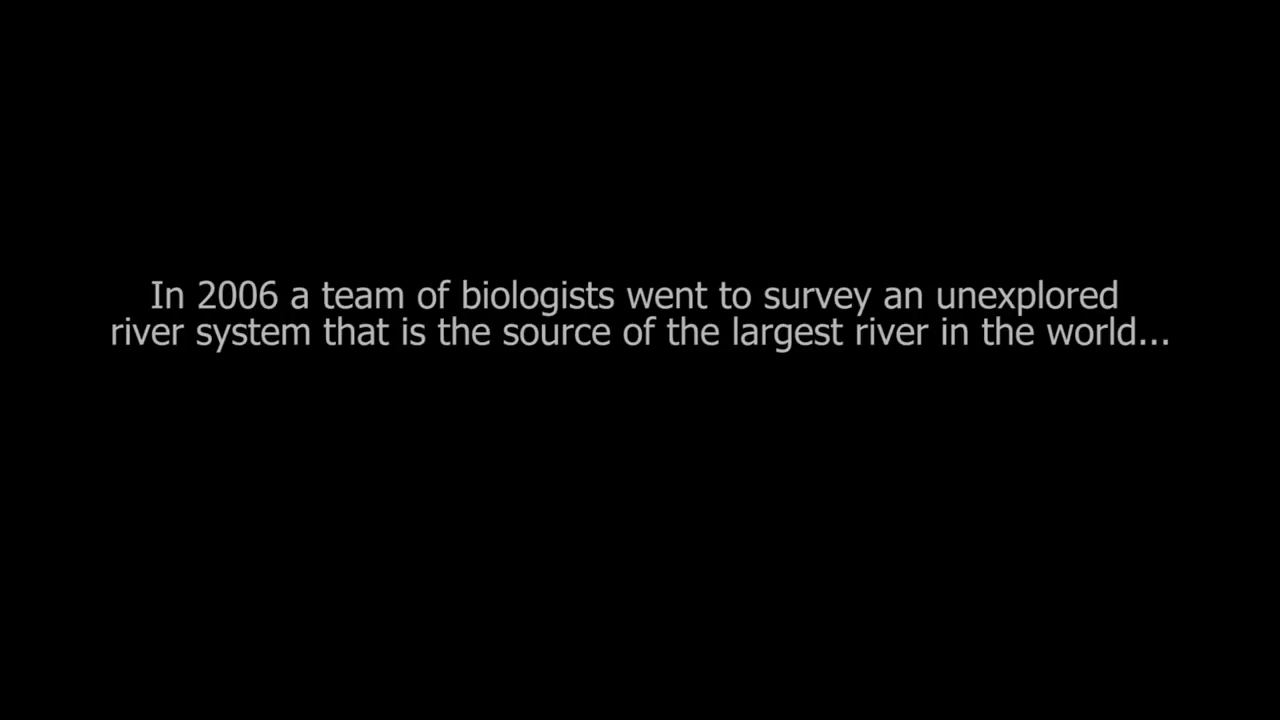 In 2006 a team of biologists went to survey an unexplored
river system that is the source of the largest river in the world...